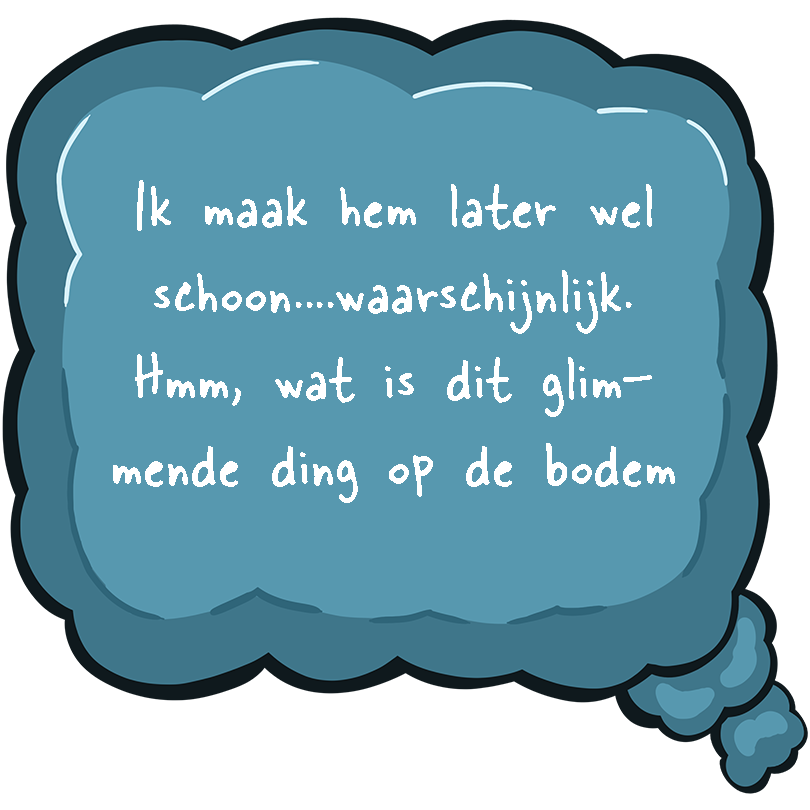 Ik maak hem later wel
schoon....waarschijnlijk.
Hmm, wat is dit glim-
mende ding op de bodem